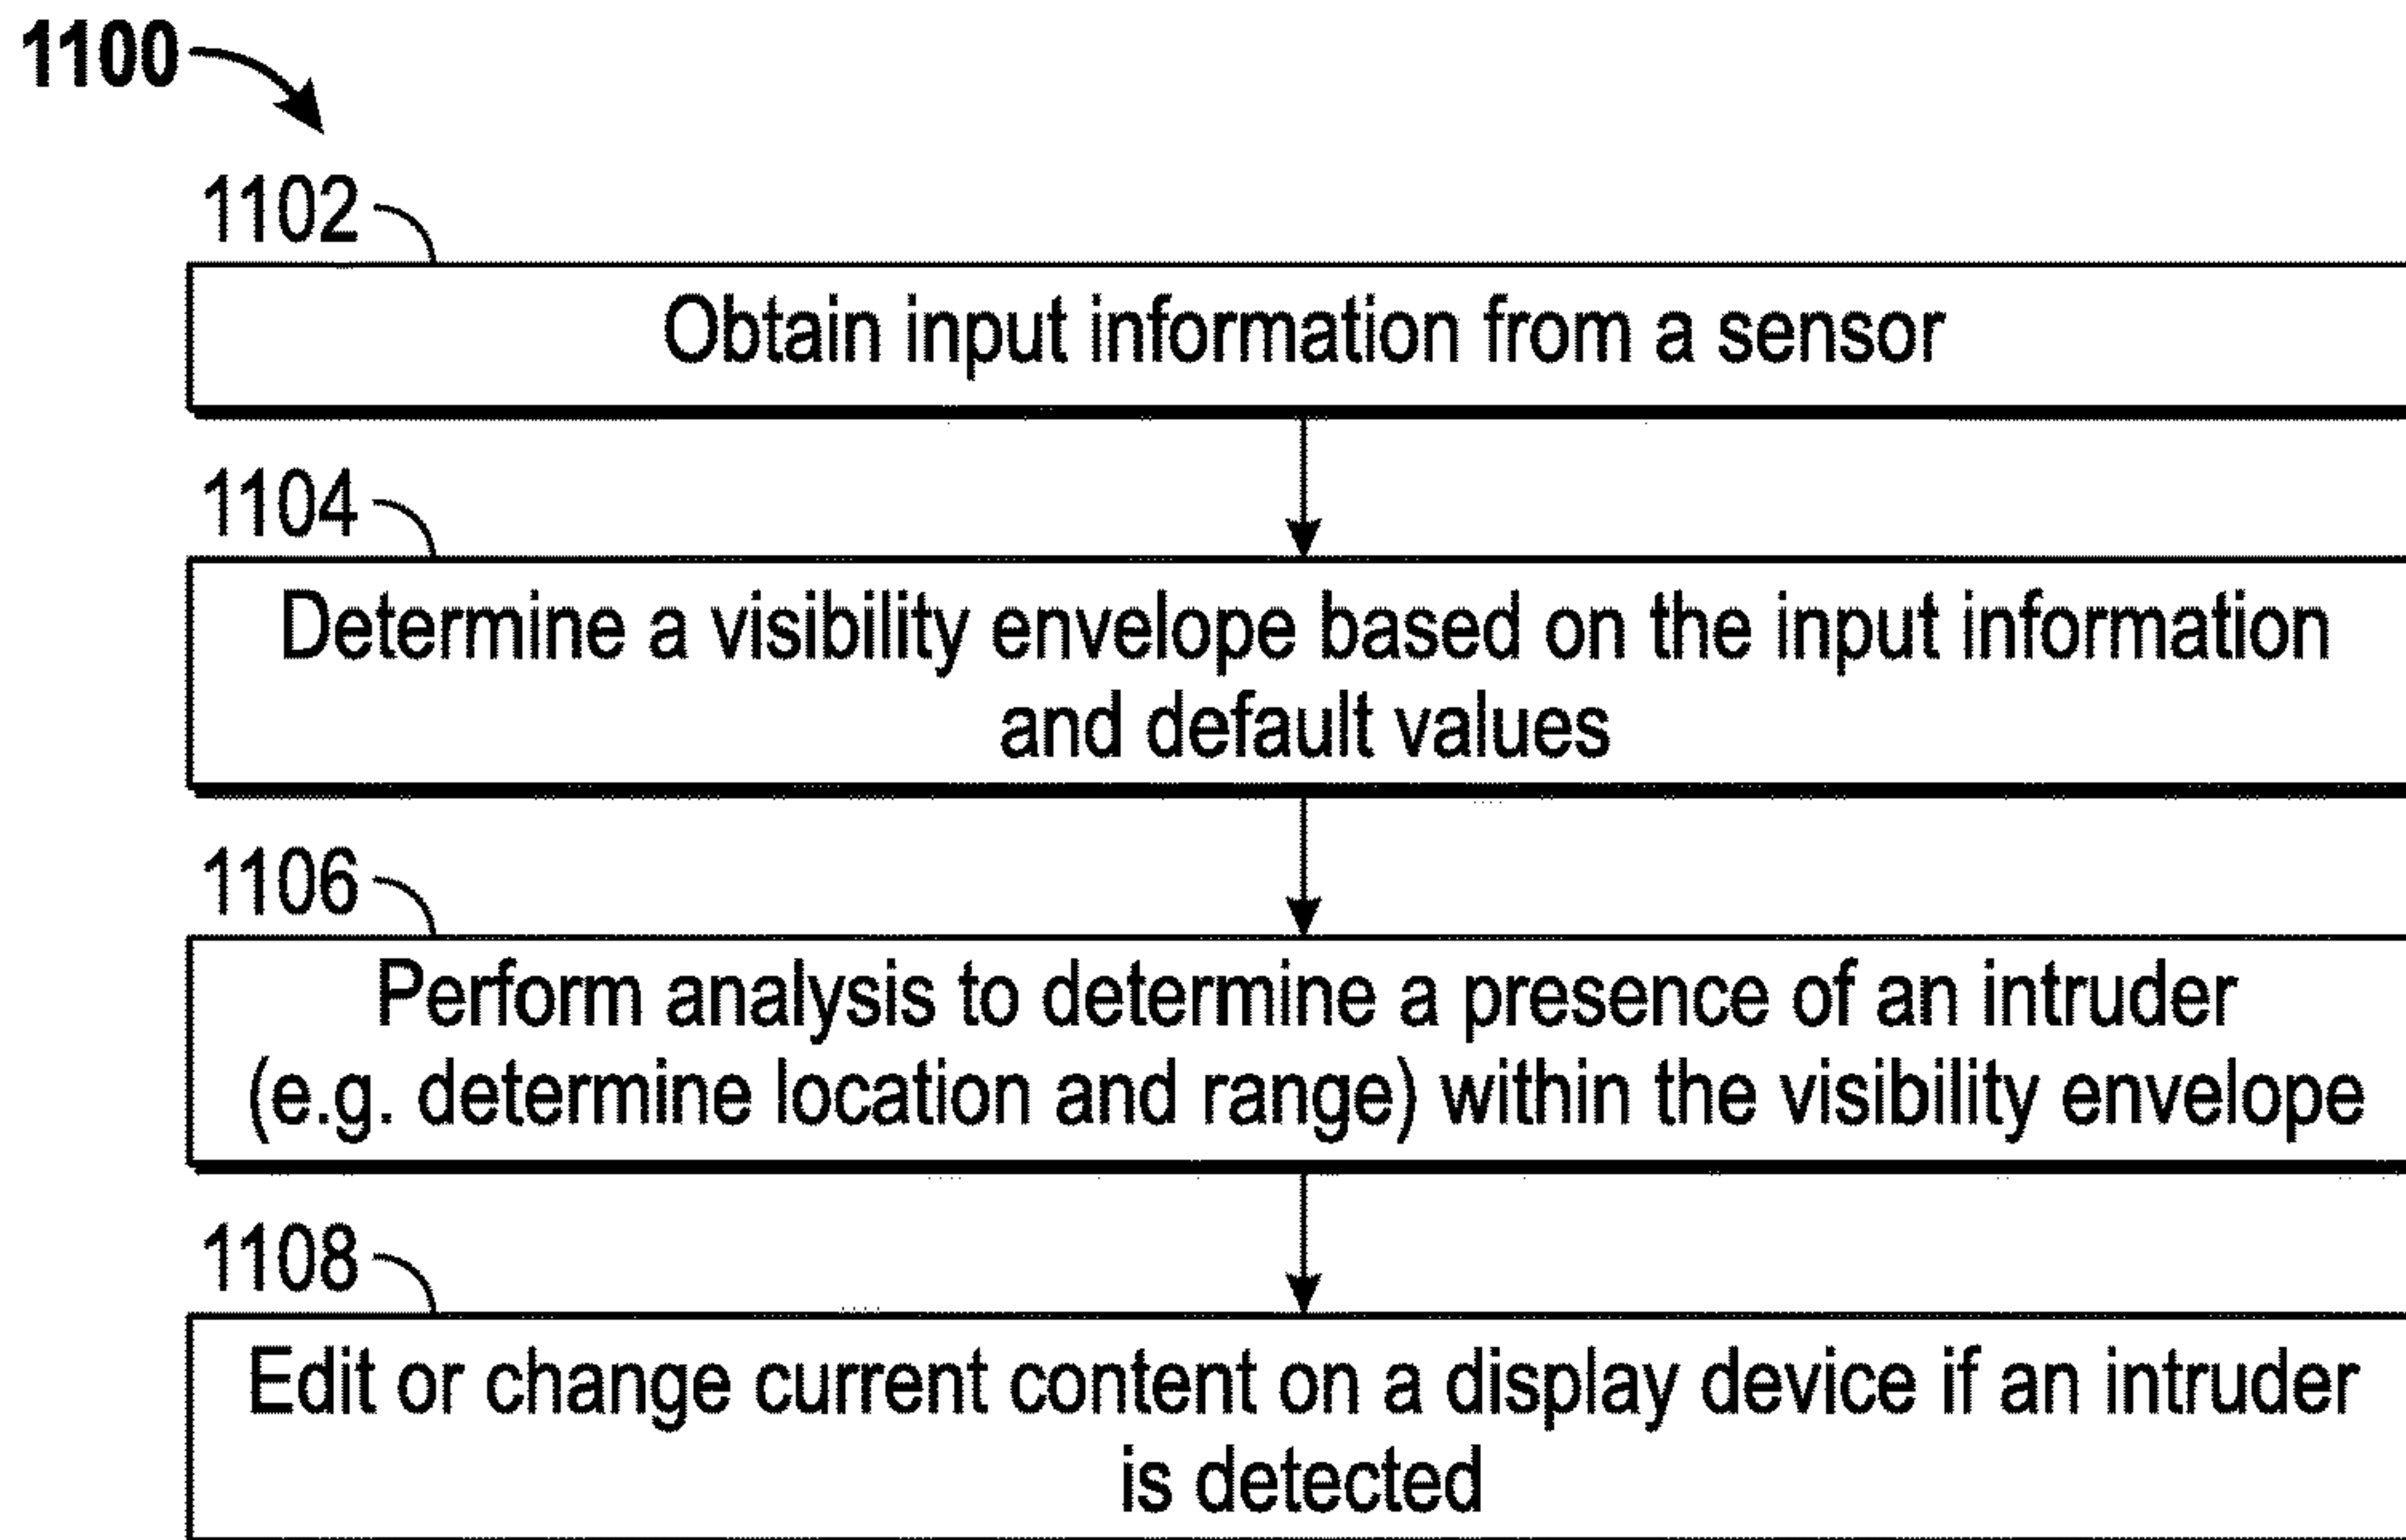 1100
1102
Obtain input information from a sensor
1104
Determine a visibility envelope based on the input information
and default values
1106
Perform analysis to determine a presence of an intruder
(e.g. determine location and range) within the visibility envelope
1108
Edit or change current content on a display device if an intruder
is detected